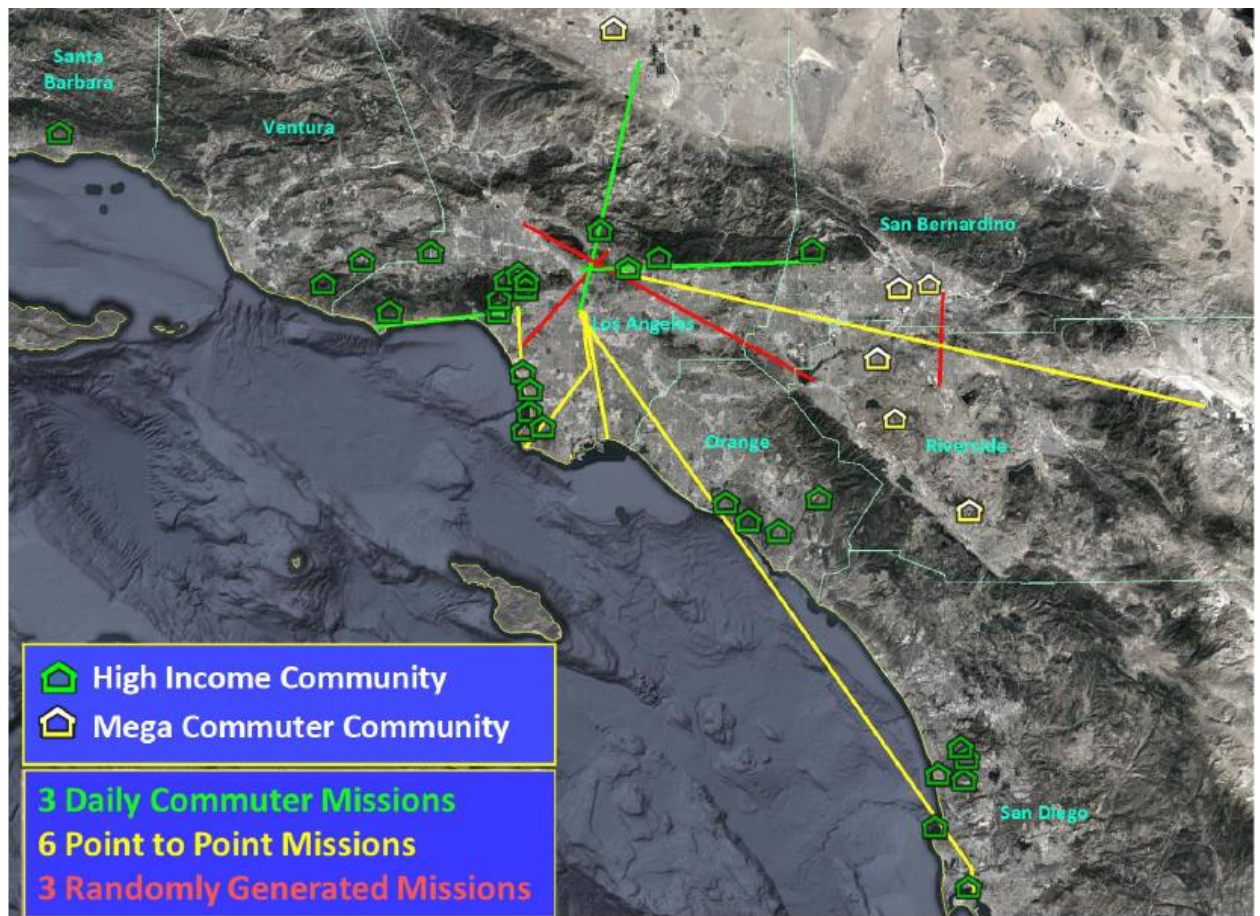 Santa
Barbara
Ventura
San Bernardino
Los Angeles
Orange
Riverside
San Diego
High Income Community
Mega Commuter Community
3 Daily Commuter Missions
6 Point to Point Missions
3 Randomly Generated Missions